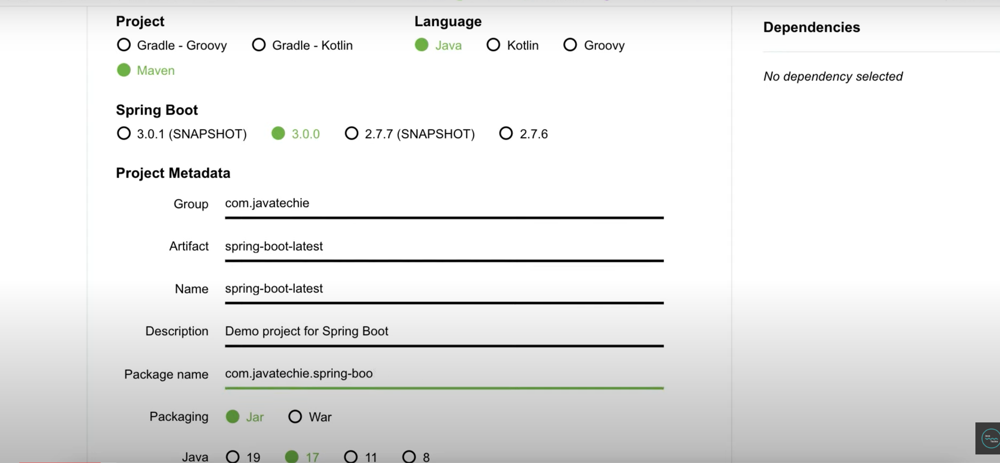 Project
Language
Dependencies
Gradle - Groovy
Gradle - Kotlin
Java
Kotlin
Groovy
Maven
No dependency selected
Spring Boot
3.0.1 (SNAPSHOT)
3.0.0
2.7.7 (SNAPSHOT)
2.7.6
Project Metadata
Group com.javatechie
Artifact spring-boot-latest
Name spring-boot-latest
Description Demo project for Spring Boot
Package name com.javatechie.spring-boo
Packaging Jar War
Java 19 17 11 8
Java
Techie